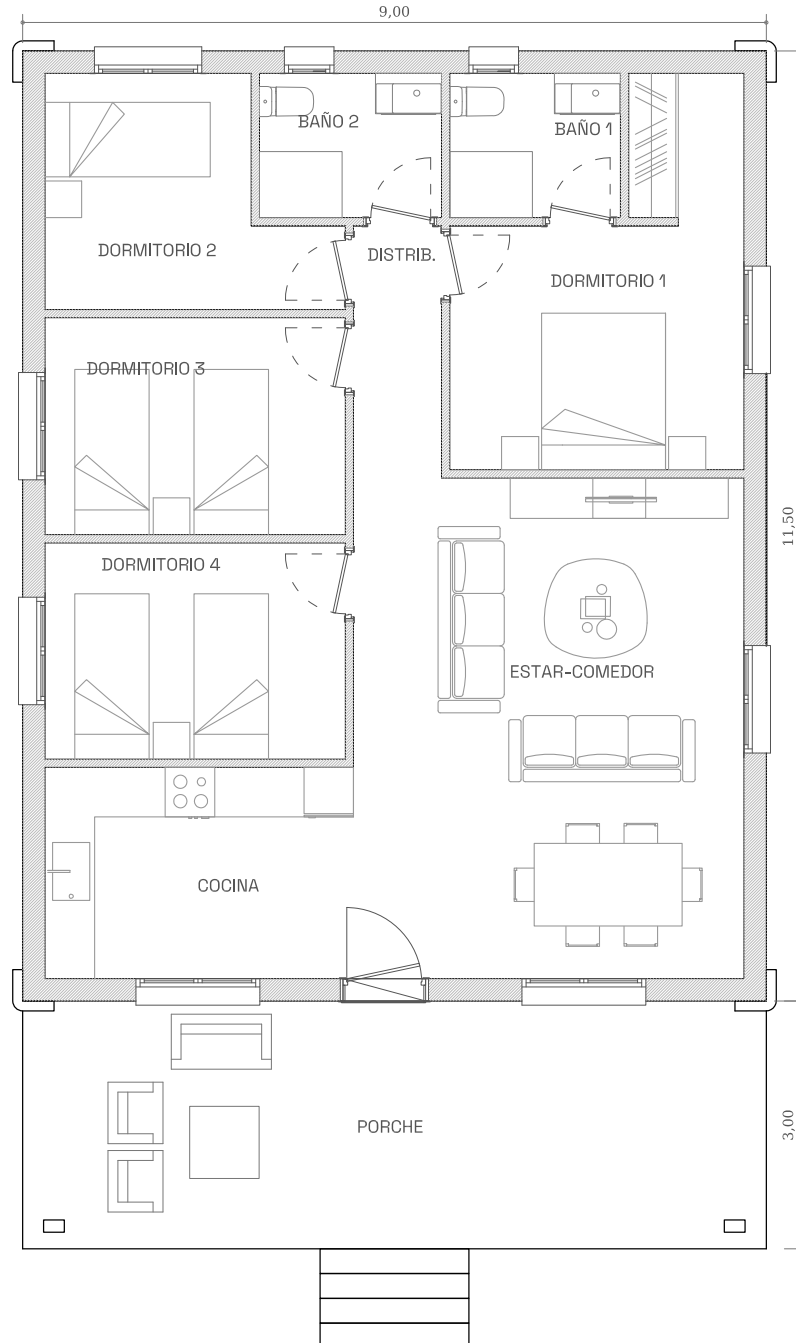 9,00
BAÑO 2
BAÑO 1
DORMITORIO 2
DISTRIB.
DORMITORIO 1
DORMITORIO 3
11,50
DORMITORIO 4
ESTAR-COMEDOR
COCINA
PORCHE
3,00